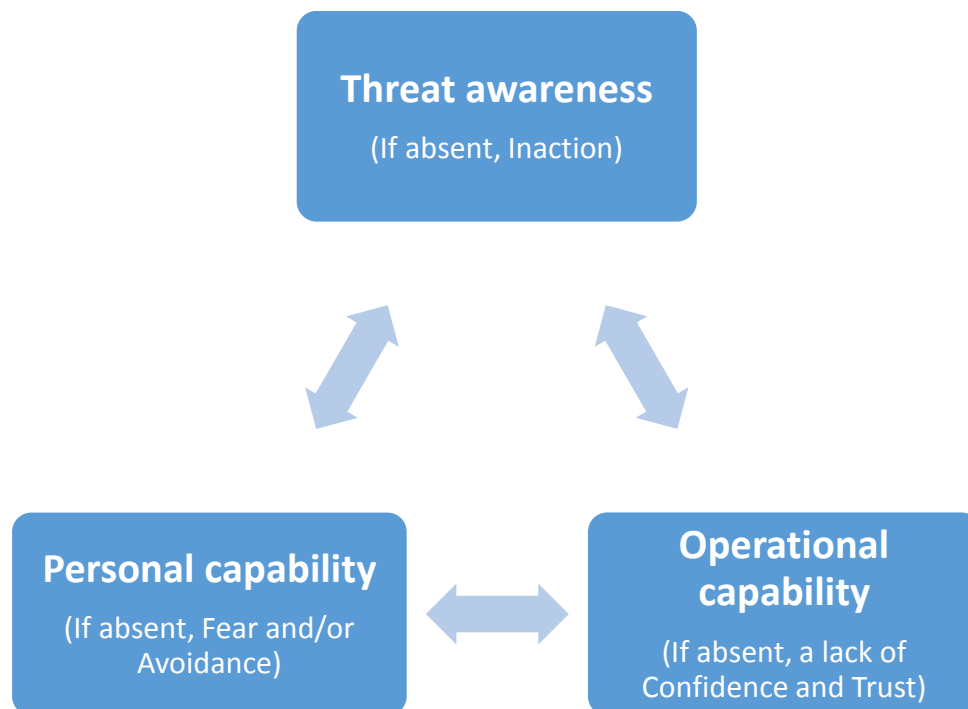 Threat awareness
(If absent, Inaction)
Personal capability
(If absent, Fear and/or
Avoidance)
Operational
capability
(If absent, a lack of
Confidence and Trust)